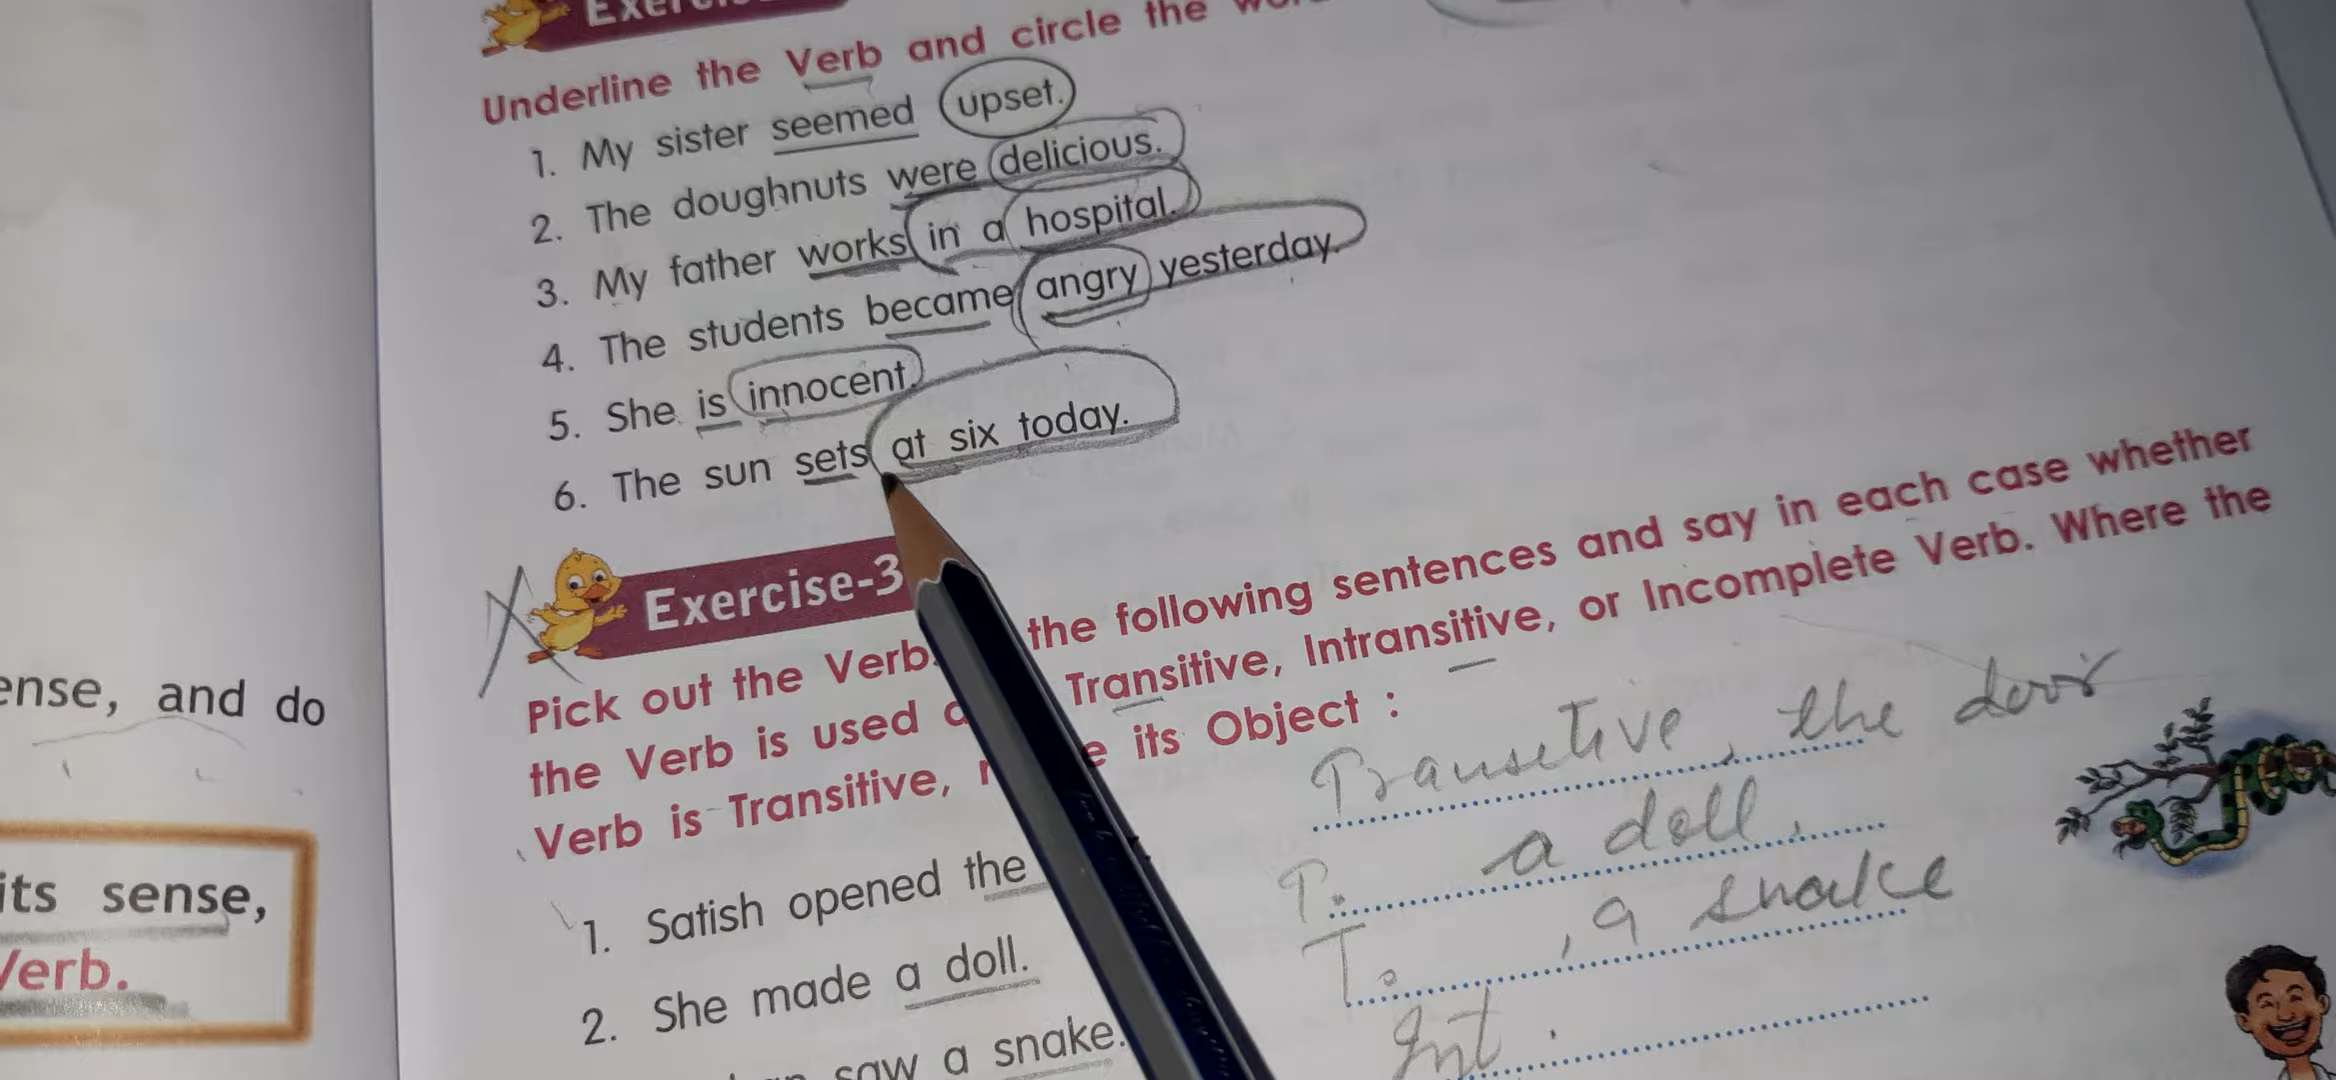 Underline the Verb and circle the
1. My sister seemed upset.
2. The doughnuts were delicious.
3. My father works in a hospital.
4. The students became angry yesterday.
5. She is innocent.
6. The sun sets at six today.
Exercise-3
Pick out the Verb the following sentences and say in each case whether
the Verb is used Transitive, Intransitive, or Incomplete Verb. Where the
Verb is Transitive, its Object :
1. Satish opened the Transetive, the door
2. She made a doll. T. a doll,
saw a snake. T. , a snake
Int.
and do
its sense,
Verb.